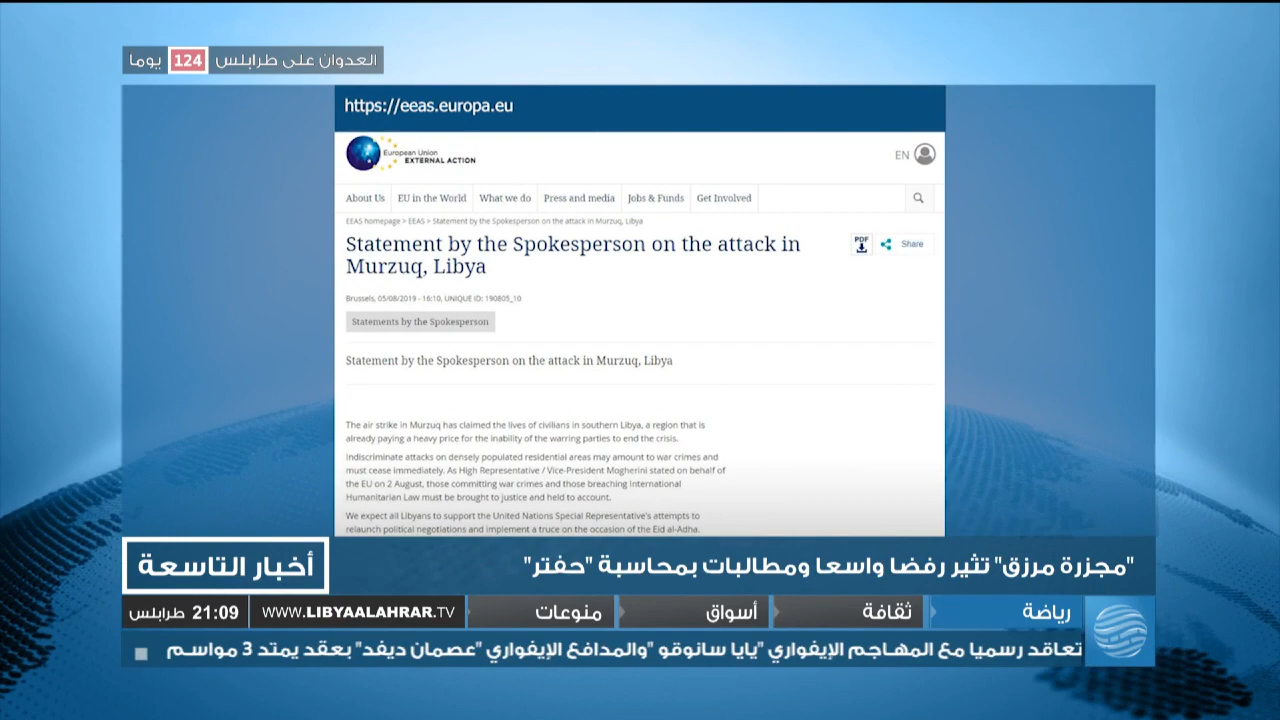 العدوان على طرابلس 124 يوماً
https://eeas.europa.eu
European Union
EXTERNAL ACTION
EN
About Us EU in the World What we do Press and media Jobs & Funds Get Involved
EEAS homepage > EEAS > Statement by the Spokesperson on the attack in Murzuq, Libya
Statement by the Spokesperson on the attack in
Murzuq, Libya
PDF
Share
Brussels, 05/08/2019 - 16:10, UNIQUE ID: 190805_10
Statements by the Spokesperson
Statement by the Spokesperson on the attack in Murzuq, Libya
The air strike in Murzuq has claimed the lives of civilians in southern Libya, a region that is
already paying a heavy price for the inability of the warring parties to end the crisis.
Indiscriminate attacks on densely populated residential areas may amount to war crimes and
must cease immediately. As High Representative / Vice-President Mogherini stated on behalf of
the EU on 2 August, those committing war crimes and those breaching International
Humanitarian Law must be brought to justice and held to account.
We expect all Libyans to support the United Nations Special Representative's attempts to
relaunch political negotiations and implement a truce on the occasion of the Eid al-Adha.
"مجزرة مرزق" تثير رفضا واسعا ومطالبات بمحاسبة "حفتر"
أخبار التاسعة
رياضة ثقافة أسواق منوعات
WWW.LIBYAALAHRAR.TV
21:09 طرابلس
تعاقد رسميا مع المهاجم الإيفواري "يايا سانوقو "والمدافع الإيفواري "عصمان ديفد" بعقد يمتد 3 مواسم